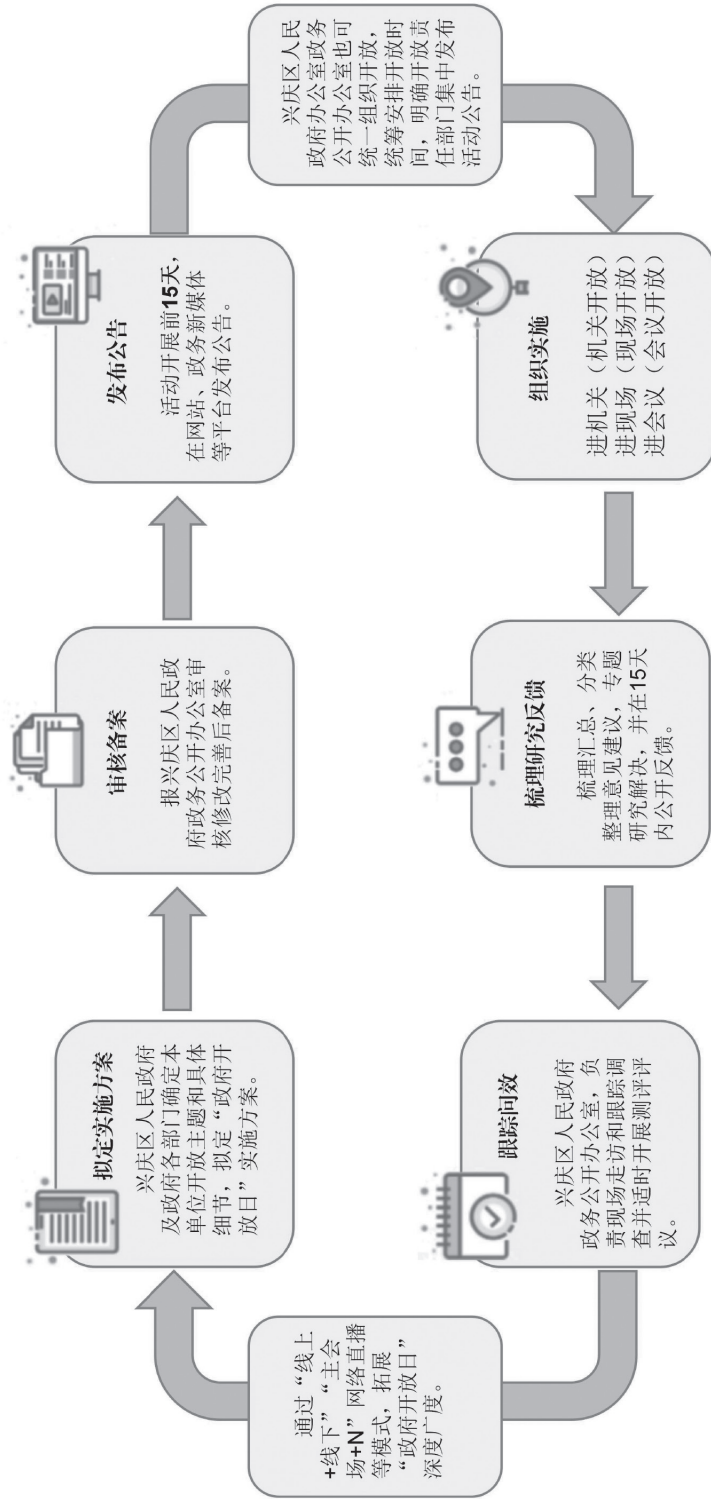 拟定实施方案
兴庆区人民政府
及政府各部门确定本
单位开放主题和具体
细节，拟定“政府开
放日”实施方案。
审核备案
报兴庆区人民政
府政务公开办公室审
核修改完善后备案。
发布公告
活动开展前15天，
在网站、政务新媒体
等平台发布公告。
兴庆区人民
政府办公室政务
公开办公室也可
统一组织开放，
统筹安排开放时
间，明确开放责
任部门集中发布
活动公告。
组织实施
进机关（机关开放）
进现场（现场开放）
进会议（会议开放）
梳理研究反馈
梳理汇总、分类
整理意见建议，专题
研究解决，并在15天
内公开反馈。
跟踪问效
兴庆区人民政府
政务公开办公室，负
责现场走访和跟踪调
查并适时开展测评评
议。
通过“线上
+线下”“主会
场+N”网络直播
等模式，拓展
“政府开放日”
深度广度。